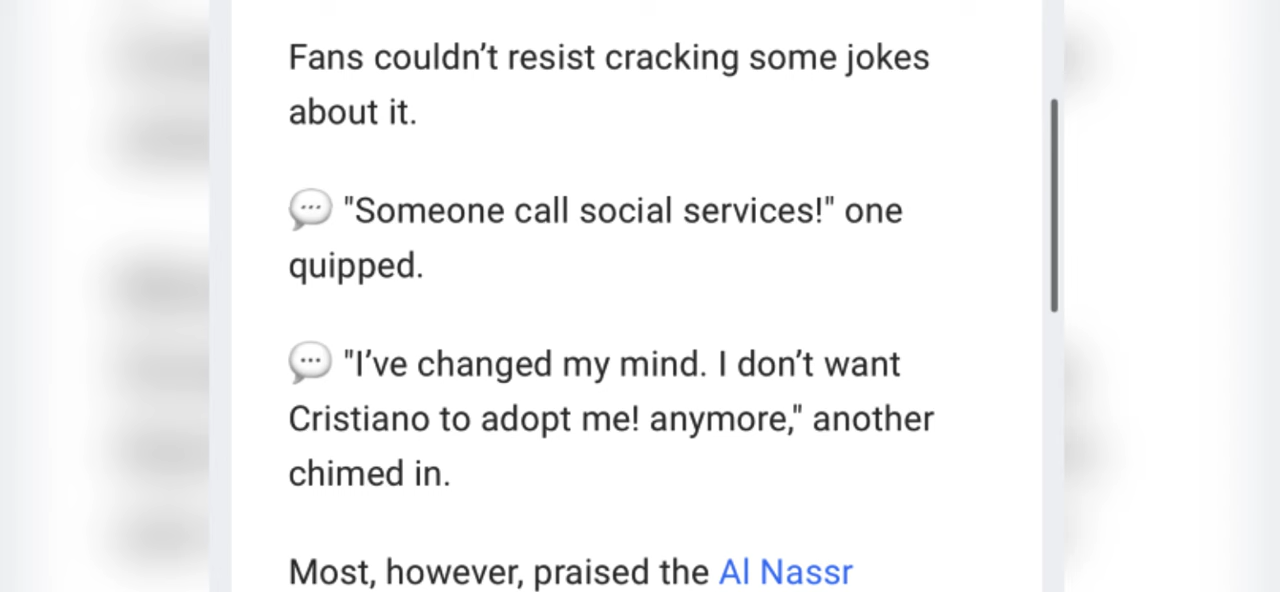 Fans couldn’t resist cracking some jokes
about it.
💬 "Someone call social services!" one
quipped.
💬 "I’ve changed my mind. I don’t want
Cristiano to adopt me! anymore," another
chimed in.
Most, however, praised the Al Nassr